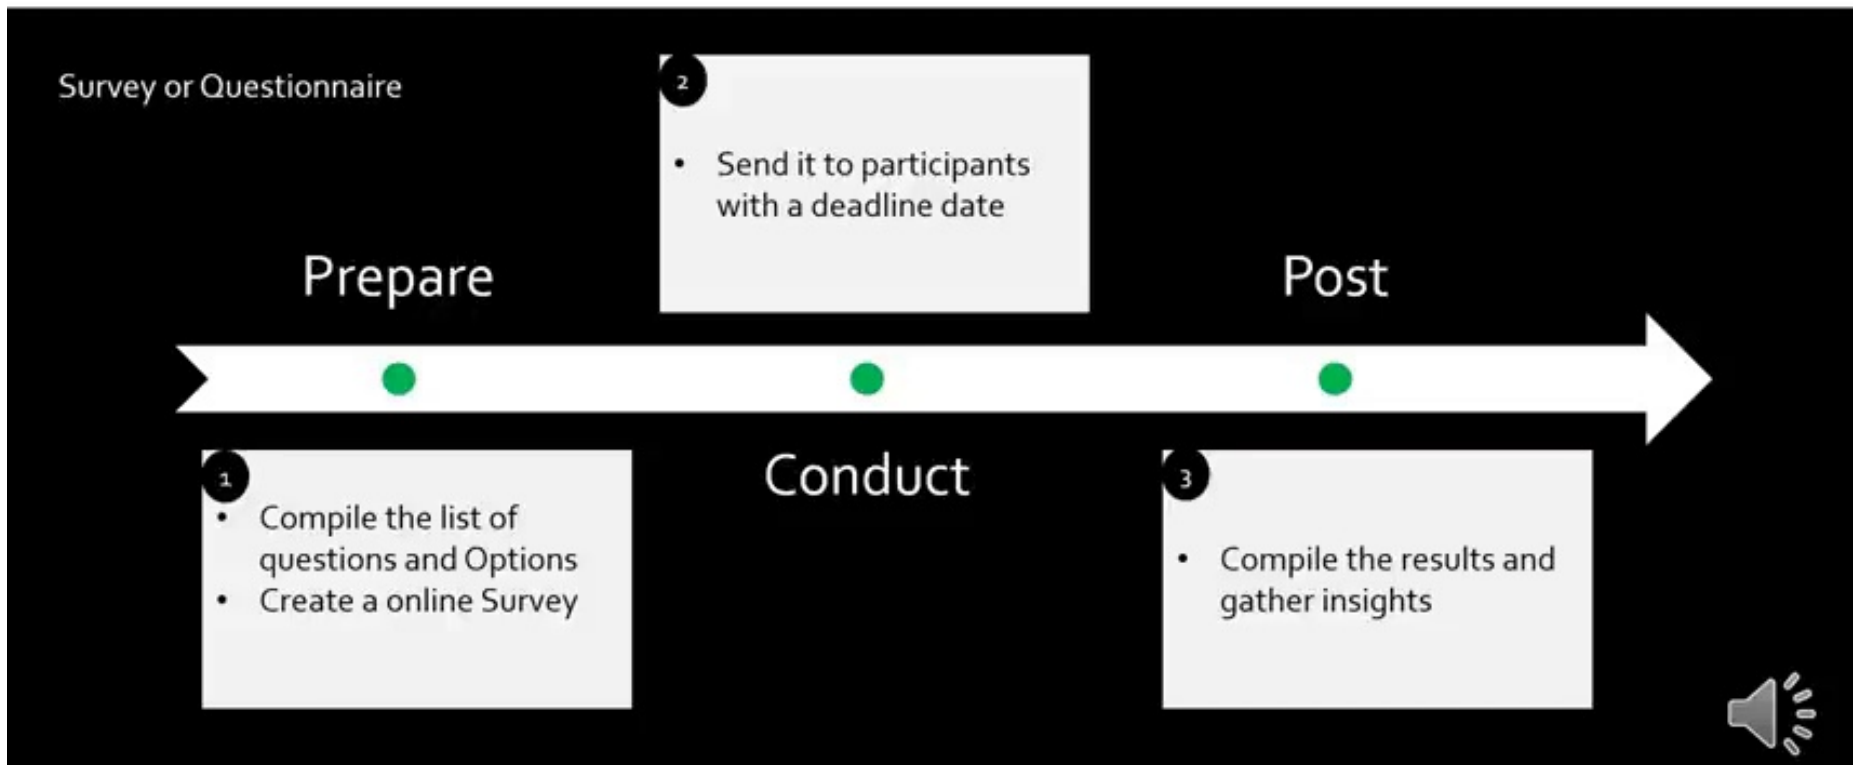 Survey or Questionnaire
Prepare
1
• Compile the list of
questions and Options
• Create a online Survey
2
• Send it to participants
with a deadline date
Conduct
Post
3
• Compile the results and
gather insights